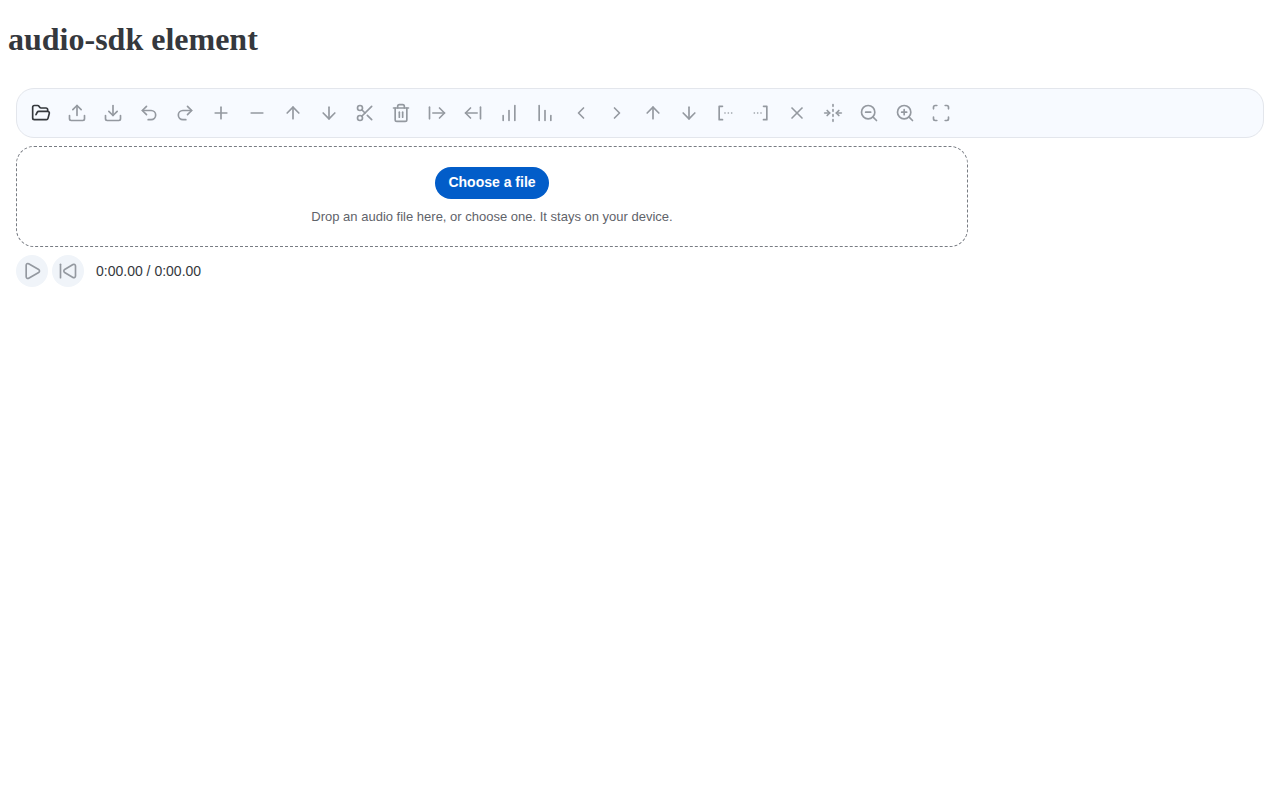 audio-sdk element
Choose a file
Drop an audio file here, or choose one. It stays on your device.
0:00.00 / 0:00.00